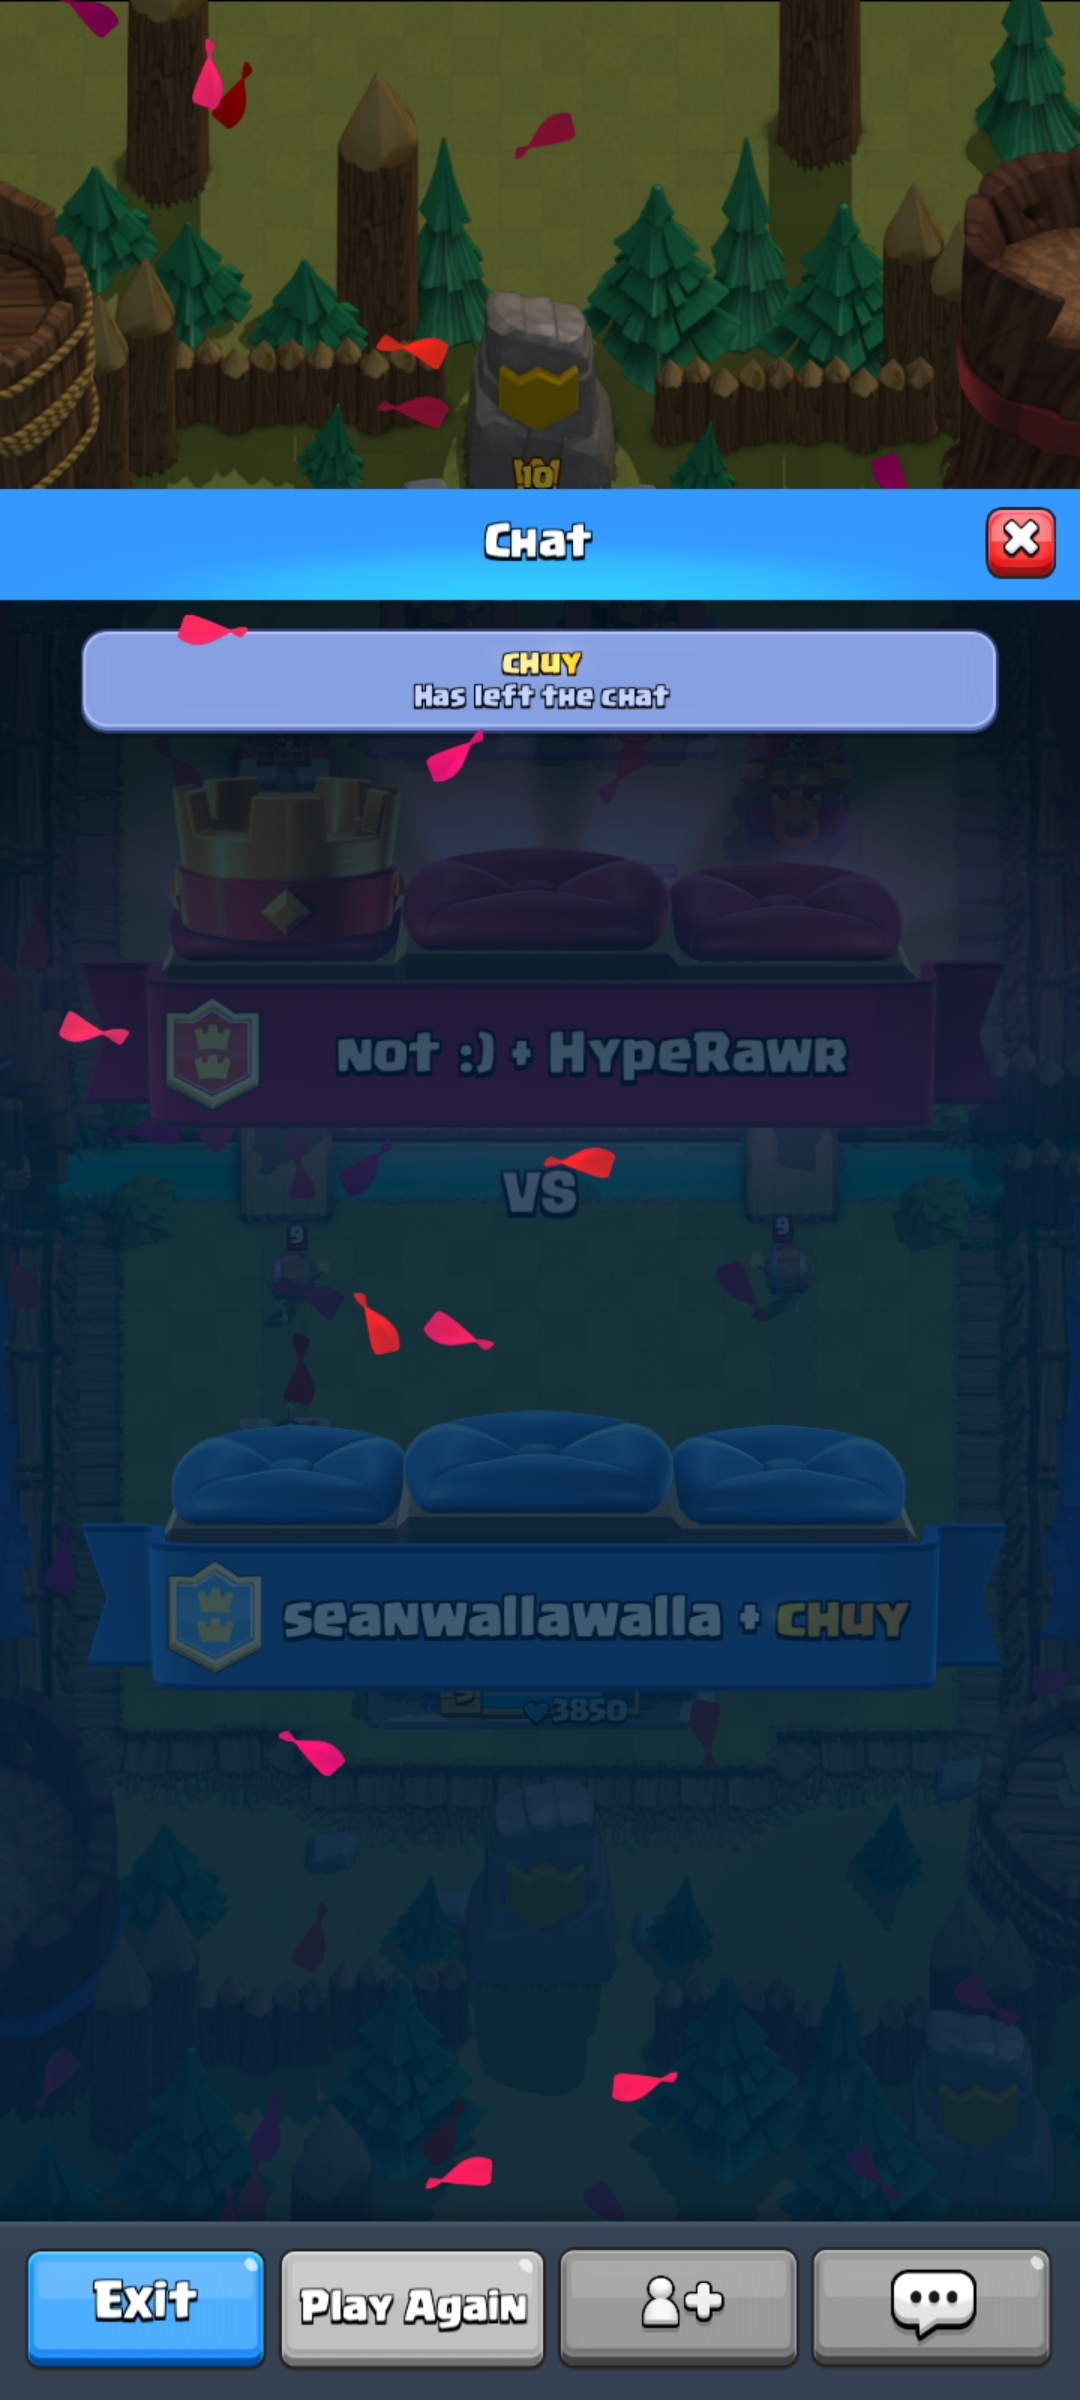 10
Chat
CHUY
Has left the chat
not :) + HypeRawr
VS
9
9
seanwallawalla + CHUY
3850
Exit
Play Again